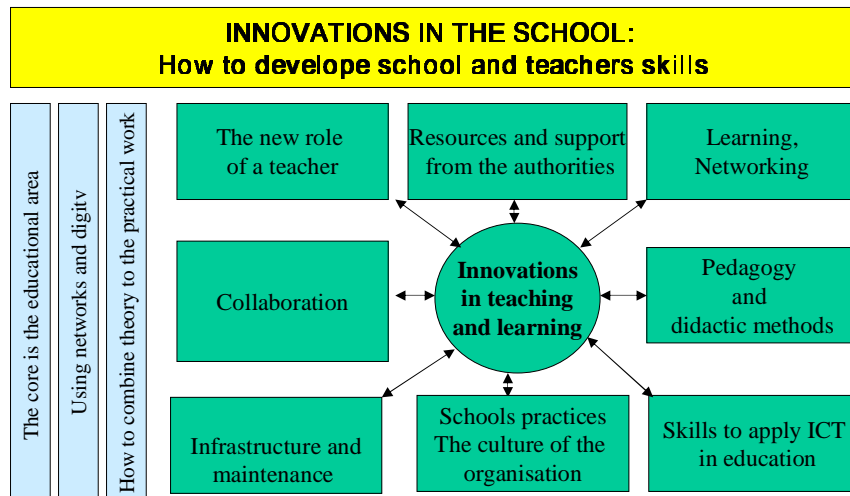 INNOVATIONS IN THE SCHOOL:
How to develope school and teachers skills
The core is the educational area
Using networks and digitv
How to combine theory to the practical work
The new role
of a teacher
Resources and support
from the authorities
Learning,
Networking
Collaboration
Innovations
in teaching
and learning
Pedagogy
and
didactic methods
Infrastructure and
maintenance
Schools practices
The culture of the
organisation
Skills to apply ICT
in education